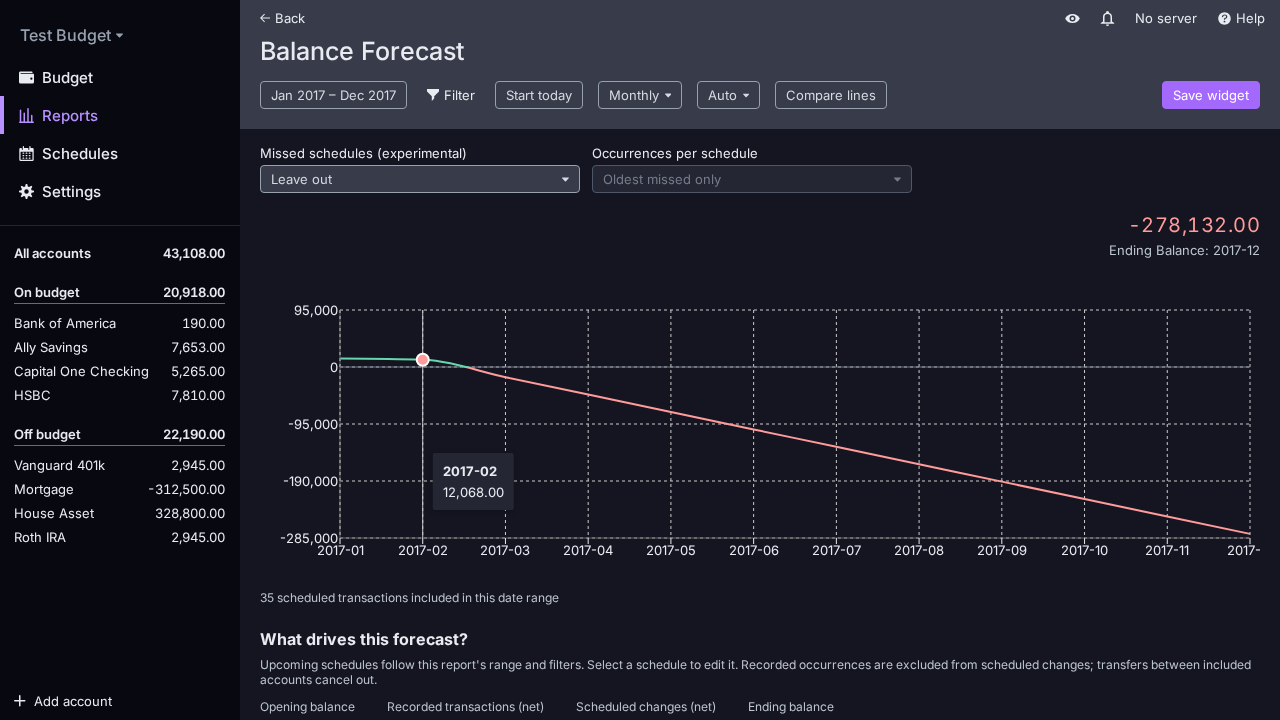 Test Budget
Budget
Reports
Schedules
Settings
All accounts 43,108.00
On budget 20,918.00
Bank of America 190.00
Ally Savings 7,653.00
Capital One Checking 5,265.00
HSBC 7,810.00
Off budget 22,190.00
Vanguard 401k 2,945.00
Mortgage -312,500.00
House Asset 328,800.00
Roth IRA 2,945.00
Add account
Back
No server
Help
Balance Forecast
Jan 2017 – Dec 2017
Filter
Start today
Monthly
Auto
Compare lines
Save widget
Missed schedules (experimental)
Leave out
Occurrences per schedule
Oldest missed only
-278,132.00
Ending Balance: 2017-12
95,000
0
-95,000
-190,000
-285,000
2017-02
12,068.00
2017-01 2017-02 2017-03 2017-04 2017-05 2017-06 2017-07 2017-08 2017-09 2017-10 2017-11 2017-
35 scheduled transactions included in this date range
What drives this forecast?
Upcoming schedules follow this report's range and filters. Select a schedule to edit it. Recorded occurrences are excluded from scheduled changes; transfers between included
accounts cancel out.
Opening balance Recorded transactions (net) Scheduled changes (net) Ending balance